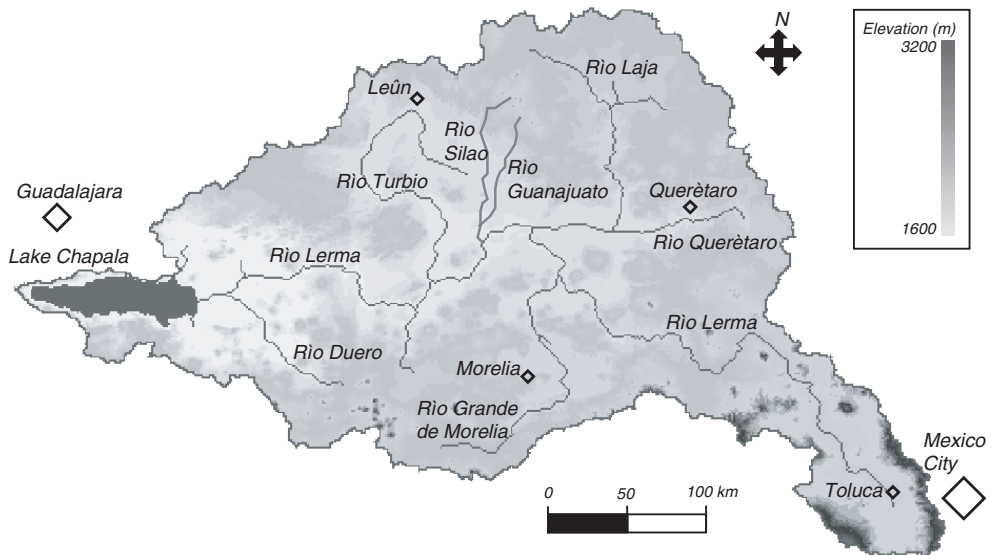 N
Elevation (m)
3200
1600
Rìo Laja
Leûn
Rìo
Silao
Rìo
Guanajuato
Rìo Turbio
Querètaro
Guadalajara
Rìo Querètaro
Lake Chapala
Rìo Lerma
Rìo Lerma
Rìo Duero
Morelia
Rìo Grande
de Morelia
Mexico
City
Toluca
0 50 100 km